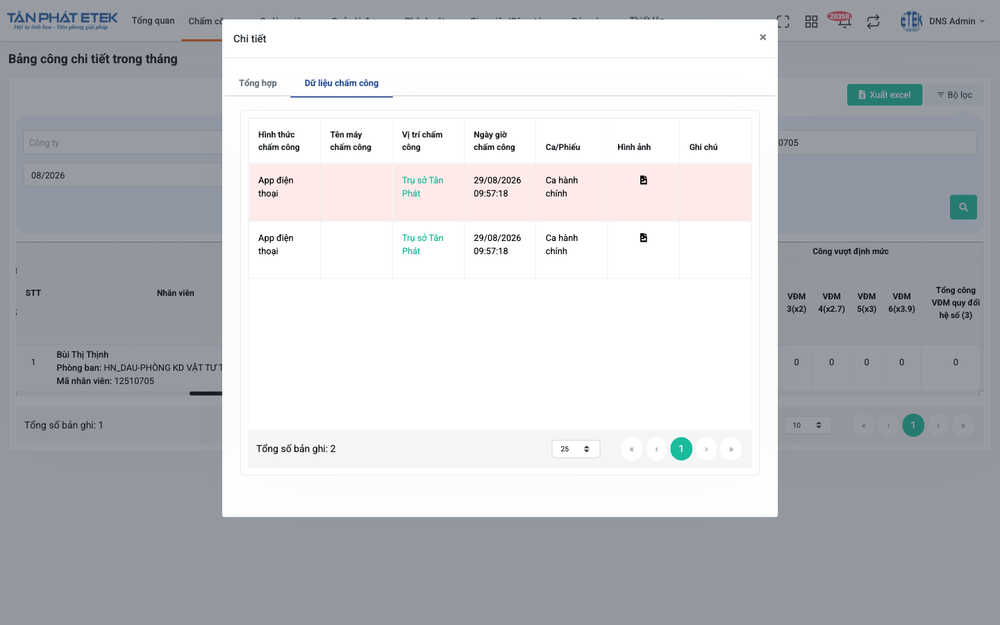 TÂN PHÁT ETEK
Hội tụ tinh hoa - Tiên phong giải pháp
Tổng quan
20358
DNS Admin
Bảng công chi tiết trong tháng
Chi tiết
×
Tổng hợp
Dữ liệu chấm công
Xuất excel
Bộ lọc
Công ty
0705
08/2026
Hình thức chấm công
Tên máy chấm công
Vị trí chấm công
Ngày giờ chấm công
Ca/Phiếu
Hình ảnh
Ghi chú
App điện thoại
Trụ sở Tân Phát
29/08/2026 09:57:18
Ca hành chính
App điện thoại
Trụ sở Tân Phát
29/08/2026 09:57:18
Ca hành chính
Tổng số bản ghi: 2
25
« ‹ 1 › »
STT
Nhân viên
Công vượt định mức
VĐM 3(x2)
VĐM 4(x2.7)
VĐM 5(x3)
VĐM 6(x3.9)
Tổng công VĐM quy đổi hệ số (3)
1
Bùi Thị Thịnh
Phòng ban: HN_DAU-PHÒNG KD VẬT TƯ
Mã nhân viên: 12510705
0 0 0 0 0
Tổng số bản ghi: 1
10
« ‹ 1 › »